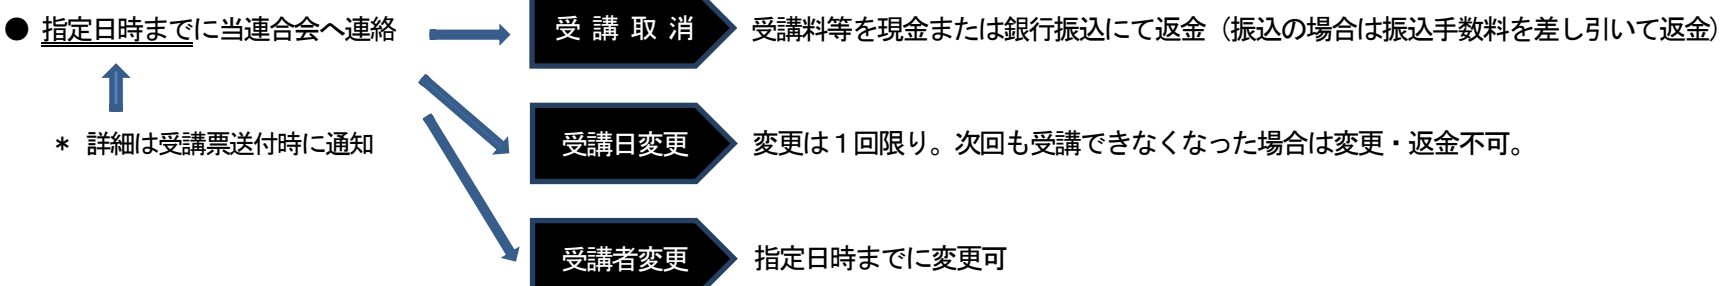 ● 指定日時までに当連合会へ連絡
受 講 取 消
受講料等を現金または銀行振込にて返金（振込の場合は振込手数料を差し引いて返金）
* 詳細は受講票送付時に通知
受講日変更
変更は１回限り。次回も受講できなくなった場合は変更・返金不可。
受講者変更
指定日時までに変更可